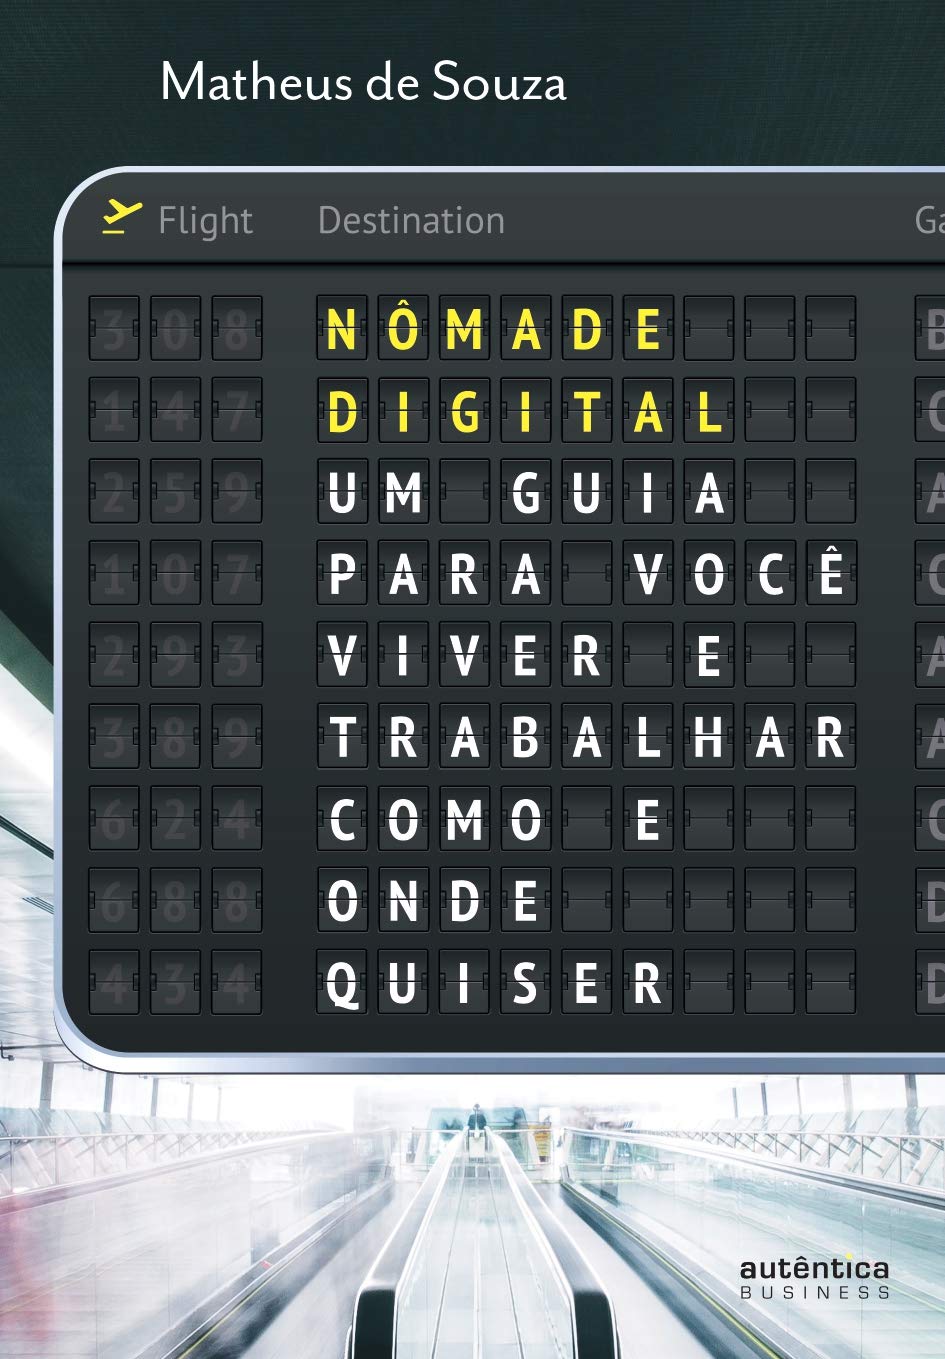 Matheus de Souza
Flight Destination Ga
308 NÔMADE B
147 DIGITAL
259 UM GUIA A
107 PARA VOCÊ
293 VIVER E A
389 TRABALHAR A
624 COMO E
688 ONDE D
434 QUISER D
autêntica
BUSINESS